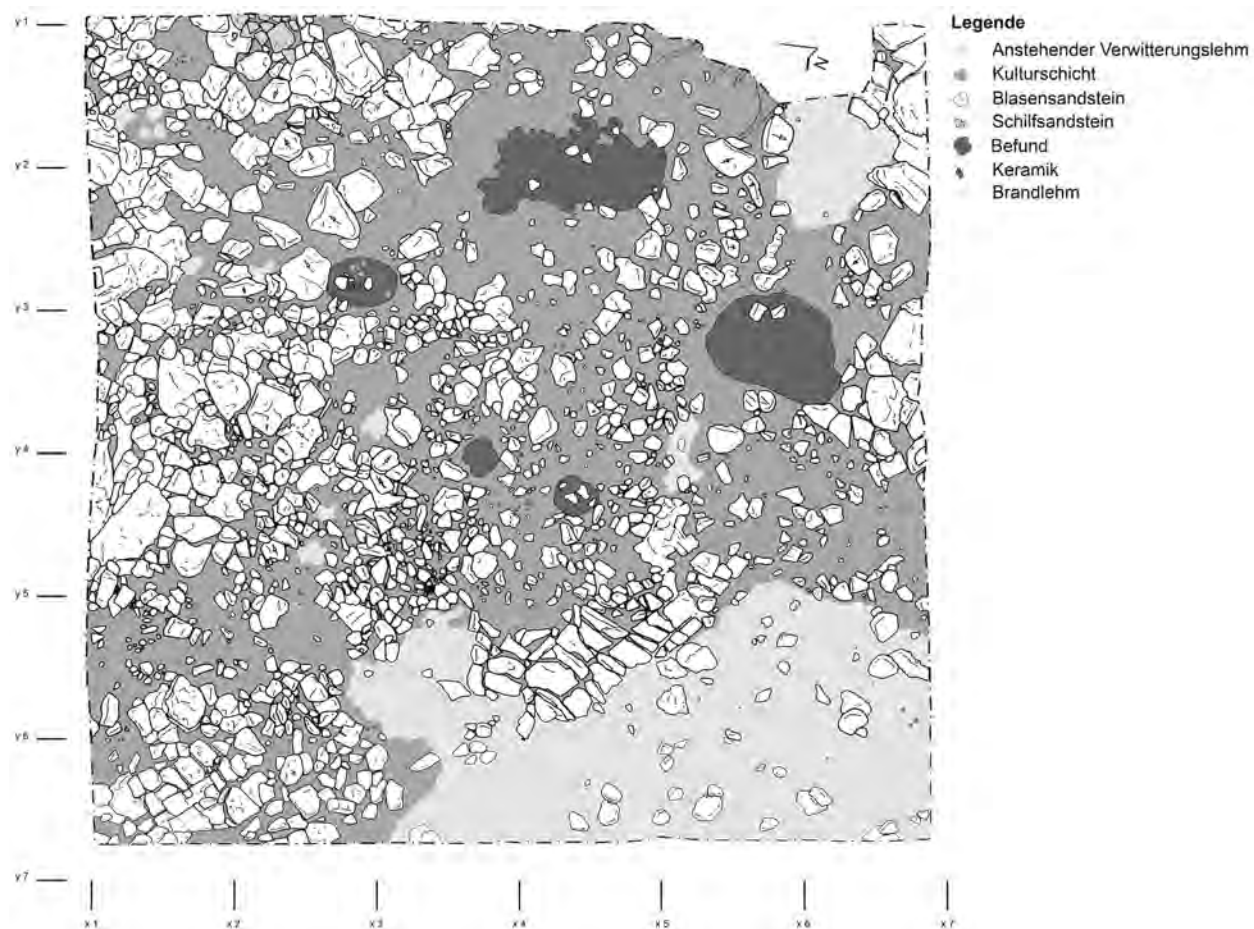 y1
y2
y3
y4
y5
y6
y7
x1
x2
x3
x4
x5
x6
x7
N
Legende
Anstehender Verwitterungslehm
Kulturschicht
Blasensandstein
Schilfsandstein
Befund
Keramik
Brandlehm